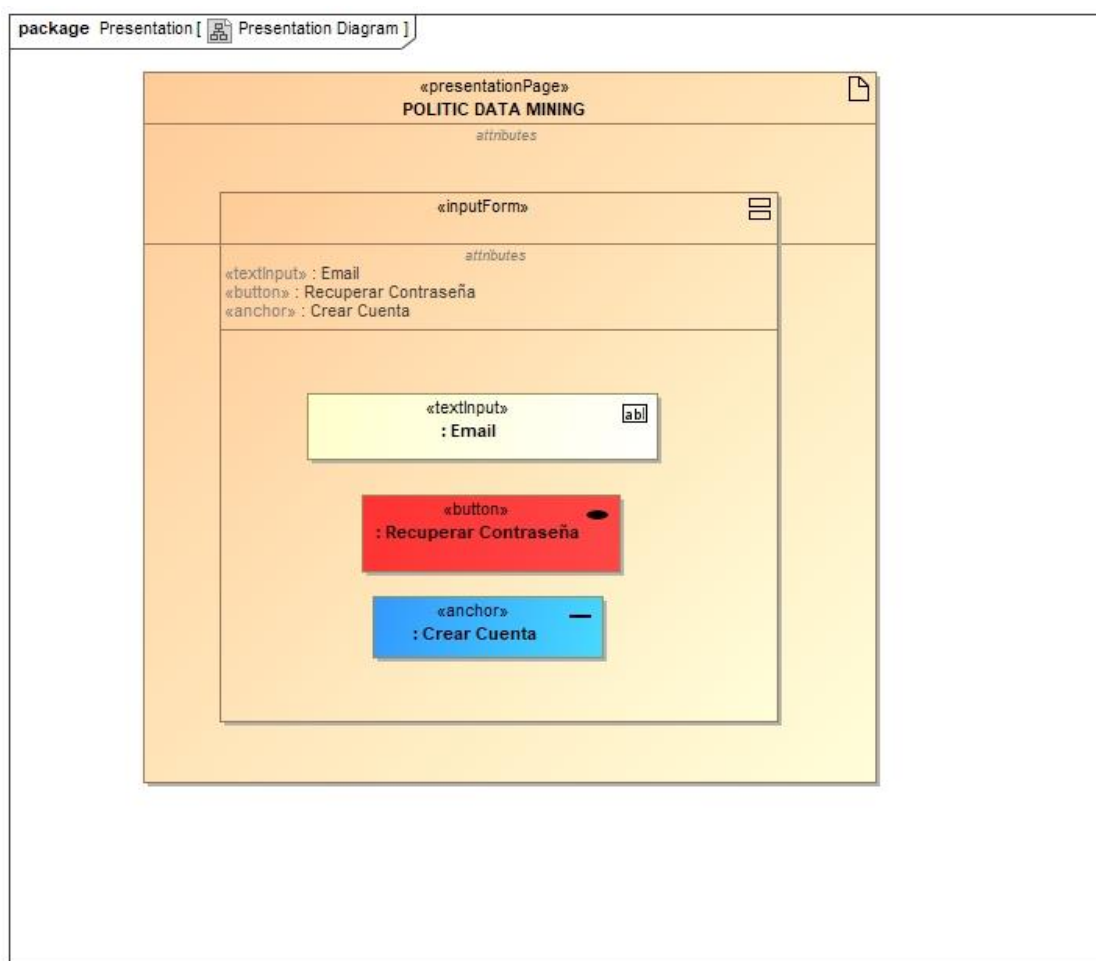 package Presentation [ Presentation Diagram ]
«presentationPage»
POLITIC DATA MINING
attributes
«inputForm»
attributes
«textInput» : Email
«button» : Recuperar Contraseña
«anchor» : Crear Cuenta
«textInput»
: Email
abl
«button»
: Recuperar Contraseña
«anchor»
: Crear Cuenta